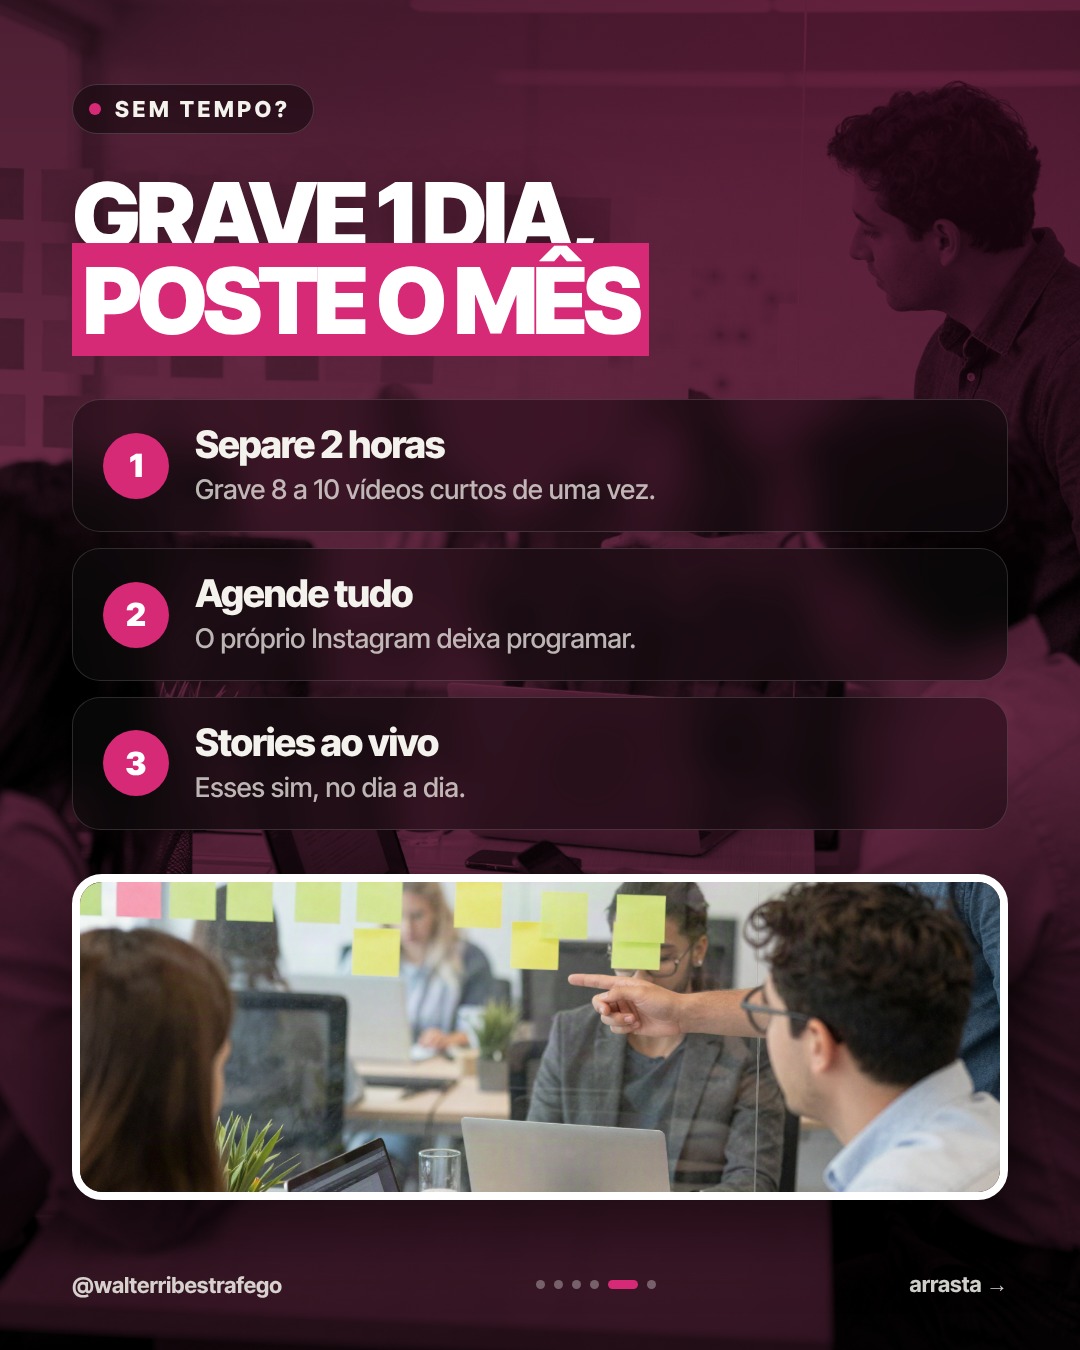 SEM TEMPO?
GRAVE 1 DIA,
POSTE O MÊS
1
Separe 2 horas
Grave 8 a 10 vídeos curtos de uma vez.
2
Agende tudo
O próprio Instagram deixa programar.
3
Stories ao vivo
Esses sim, no dia a dia.
@walterribestrafego
arrasta →